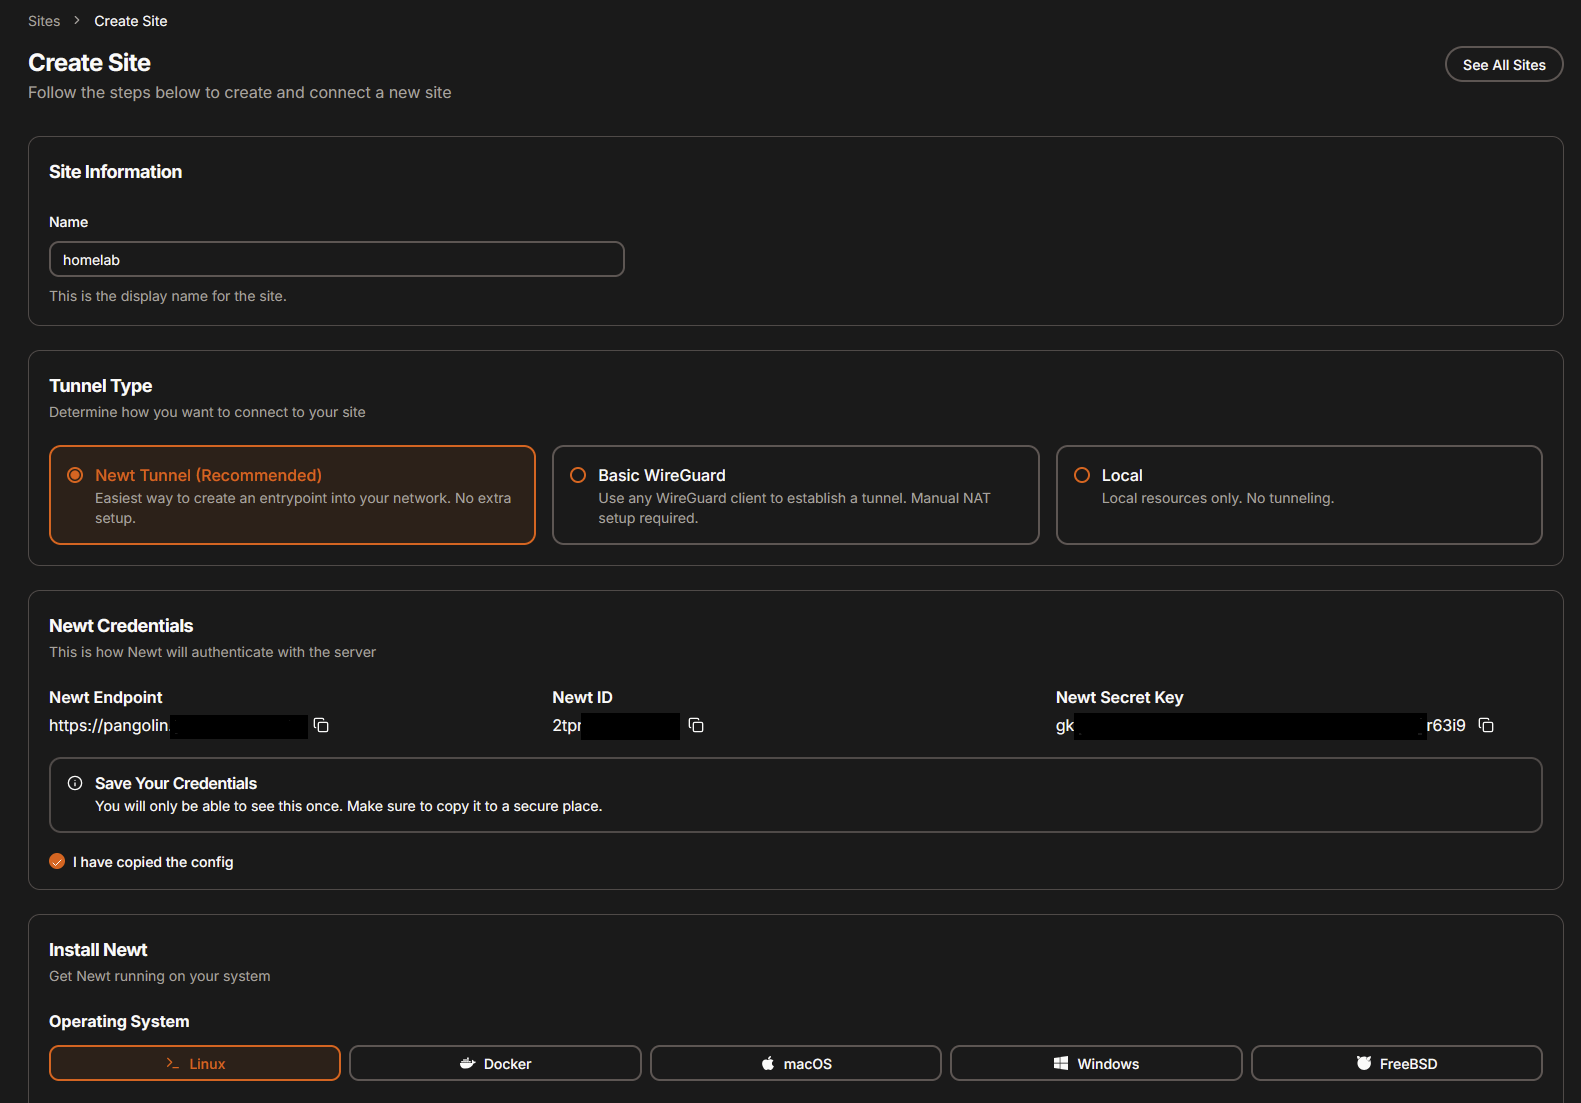 Sites > Create Site
Create Site
See All Sites
Follow the steps below to create and connect a new site
Site Information
Name
homelab
This is the display name for the site.
Tunnel Type
Determine how you want to connect to your site
Newt Tunnel (Recommended)
Easiest way to create an entrypoint into your network. No extra
setup.
Basic WireGuard
Use any WireGuard client to establish a tunnel. Manual NAT
setup required.
Local
Local resources only. No tunneling.
Newt Credentials
This is how Newt will authenticate with the server
Newt Endpoint
https://pangolin.
Newt ID
2tpr
Newt Secret Key
gk r63i9
Save Your Credentials
You will only be able to see this once. Make sure to copy it to a secure place.
I have copied the config
Install Newt
Get Newt running on your system
Operating System
Linux
Docker
macOS
Windows
FreeBSD